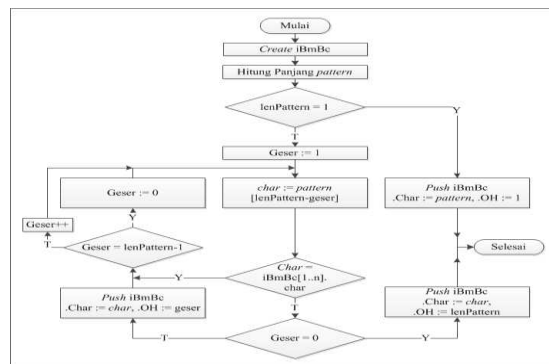 Mulai
Create iBmBc
Hitung Panjang pattern
lenPattern = 1
Y
T
Geser := 1
Geser := 0
char := pattern
[lenPattern-geser]
Push iBmBc
.Char := pattern, .OH := 1
Y
Geser++
T
Geser = lenPattern-1
Selesai
Y
Char =
iBmBc[1..n].
char
Push iBmBc
.Char := char, .OH := geser
T
Push iBmBc
.Char := char,
.OH := lenPattern
T
Geser = 0
Y